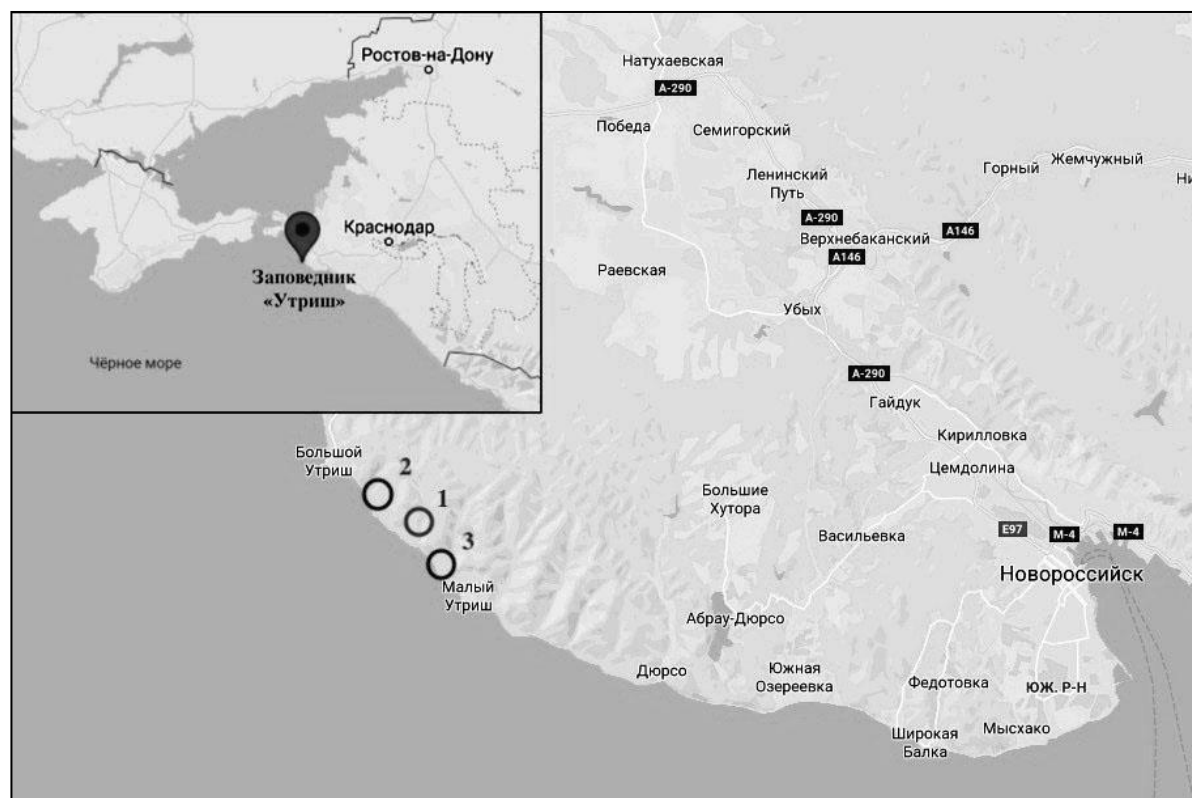 Ростов-на-Дону
Краснодар
Заповедник
«Утриш»
Чёрное море
Натухаевская
А-290
Победа
Семигорский
Жемчужный
Горный
Ни
Ленинский
Путь
А-290
А146
Верхнебаканский
А146
Раевская
Убых
А-290
Гайдук
Кирилловка
Цемдолина
Большой
Утриш
2
1
3
Малый
Утриш
Большие
Хутора
Васильевка
E97
М-4
М-4
Новороссийск
Абрау-Дюрсо
Дюрсо
Южная
Озереевка
Федотовка
ЮЖ. Р-Н
Широкая
Балка
Мысхако